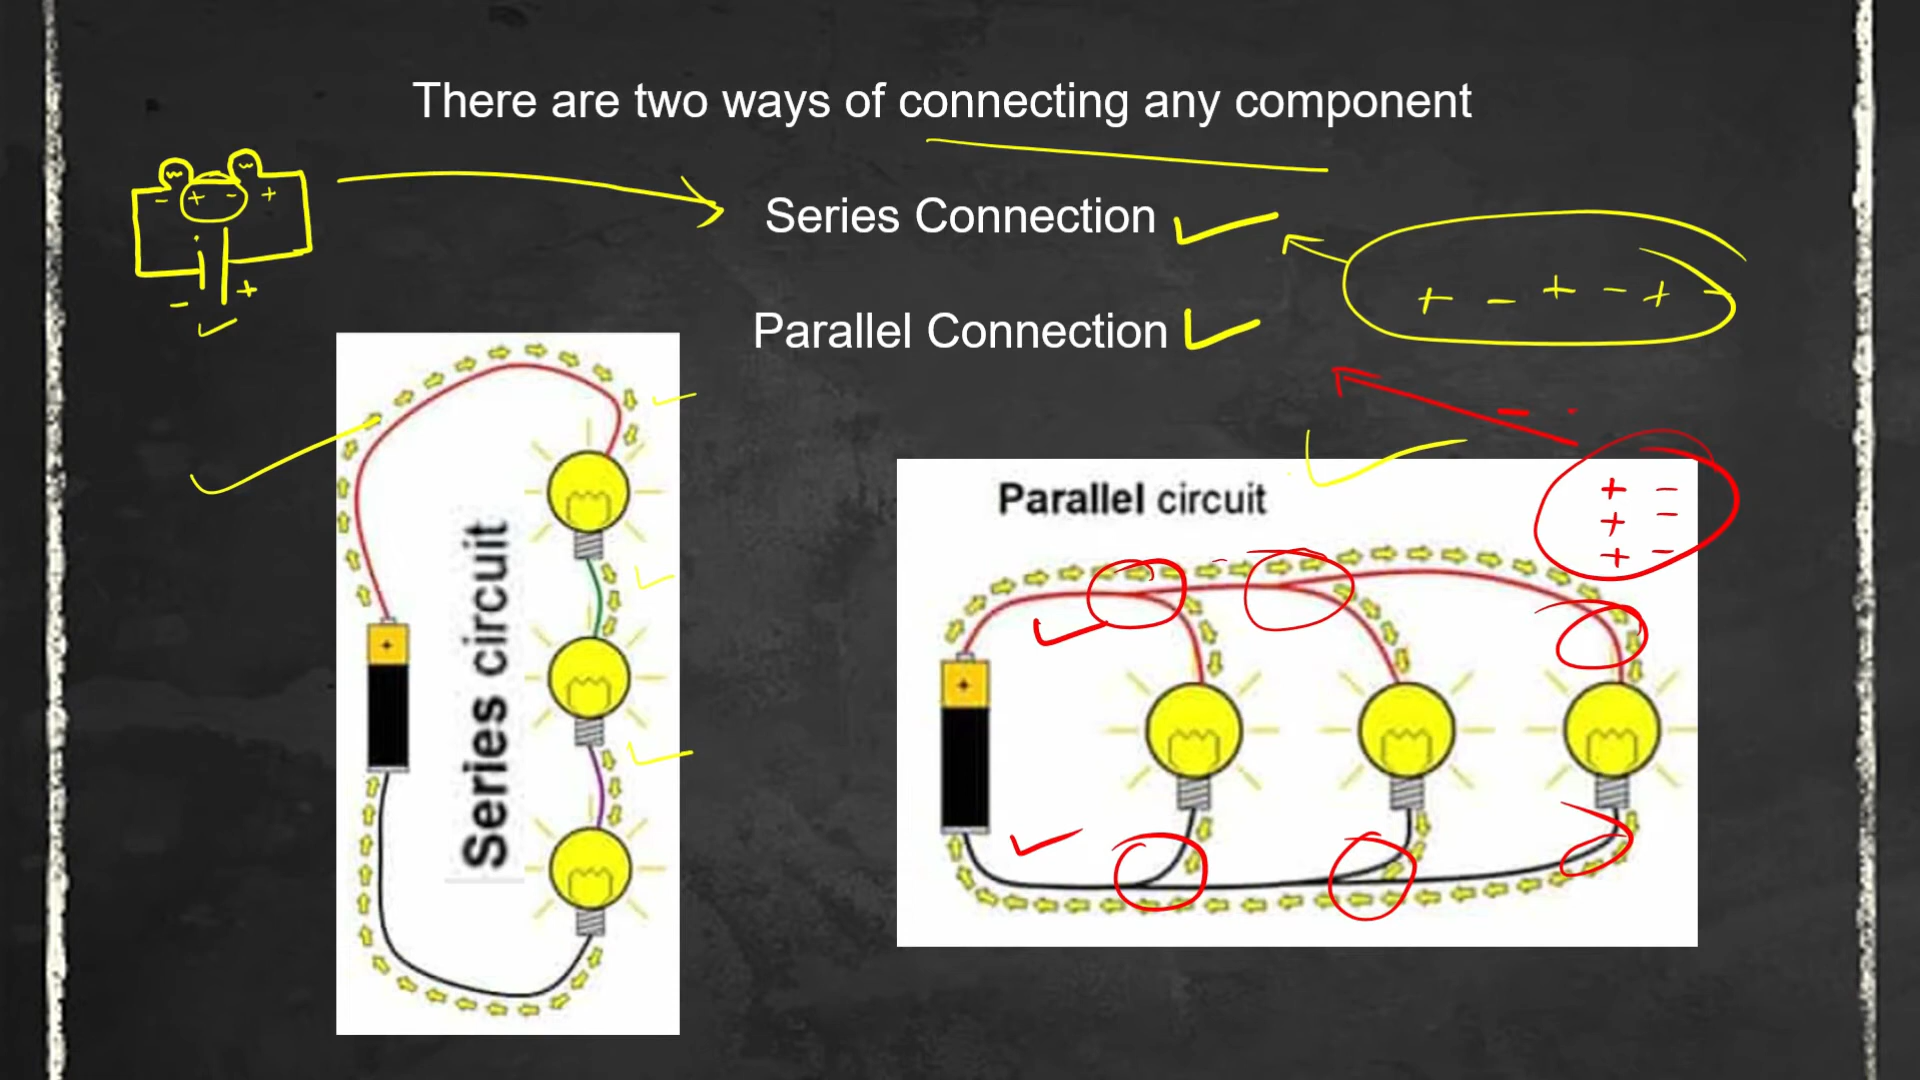 There are two ways of connecting any component
- + - +
Series Connection
+ - + - + -
- +
Parallel Connection
Series circuit
+
Parallel circuit
+ -
+ -
+ -
+